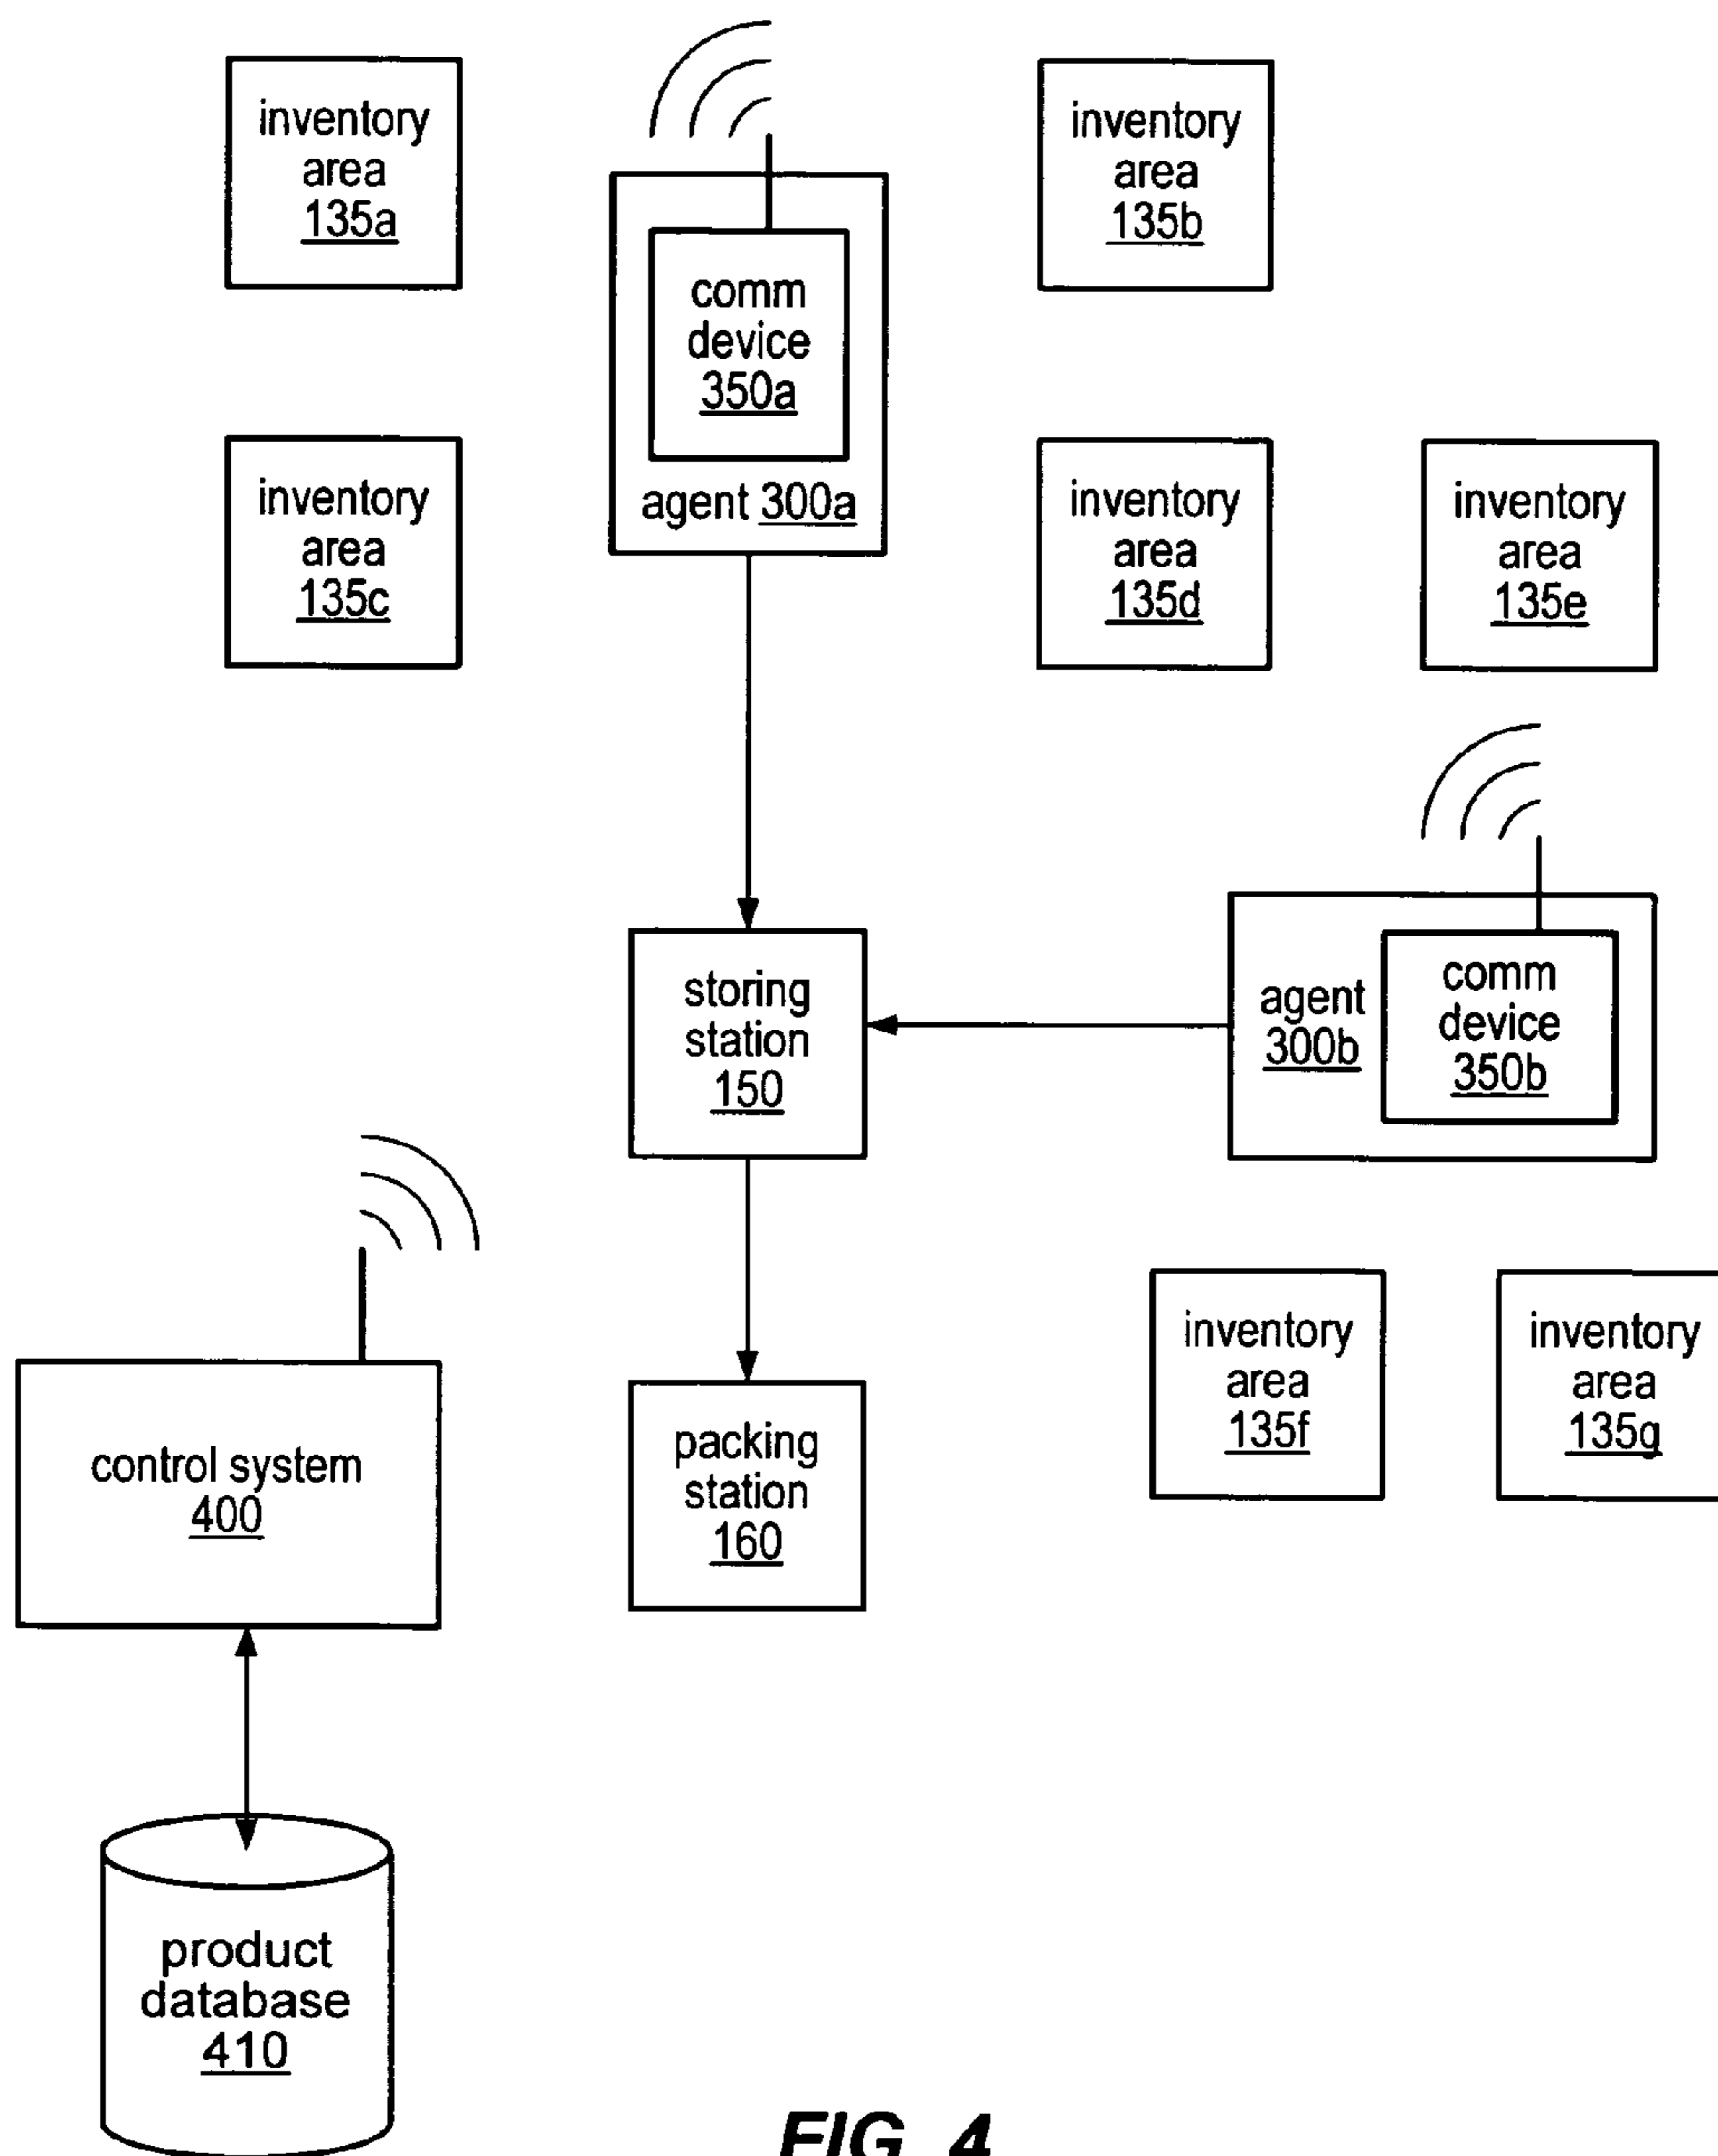 inventory
area
135a
inventory
area
135b
comm
device
350a
agent 300a
inventory
area
135c
inventory
area
135d
inventory
area
135e
storing
station
150
agent
300b
comm
device
350b
inventory
area
135f
inventory
area
135g
control system
400
packing
station
160
product
database
410
FIG. 4